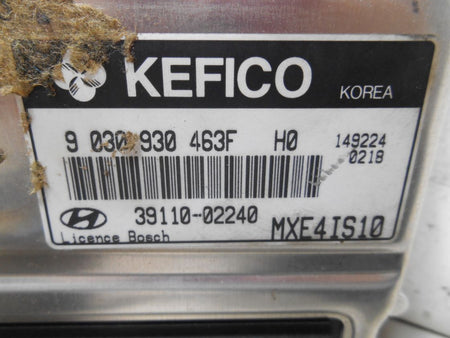 KEFICO KOREA
9 030 930 463F H0 149224
0218
39110-02240 MXE4IS10
Licence Bosch